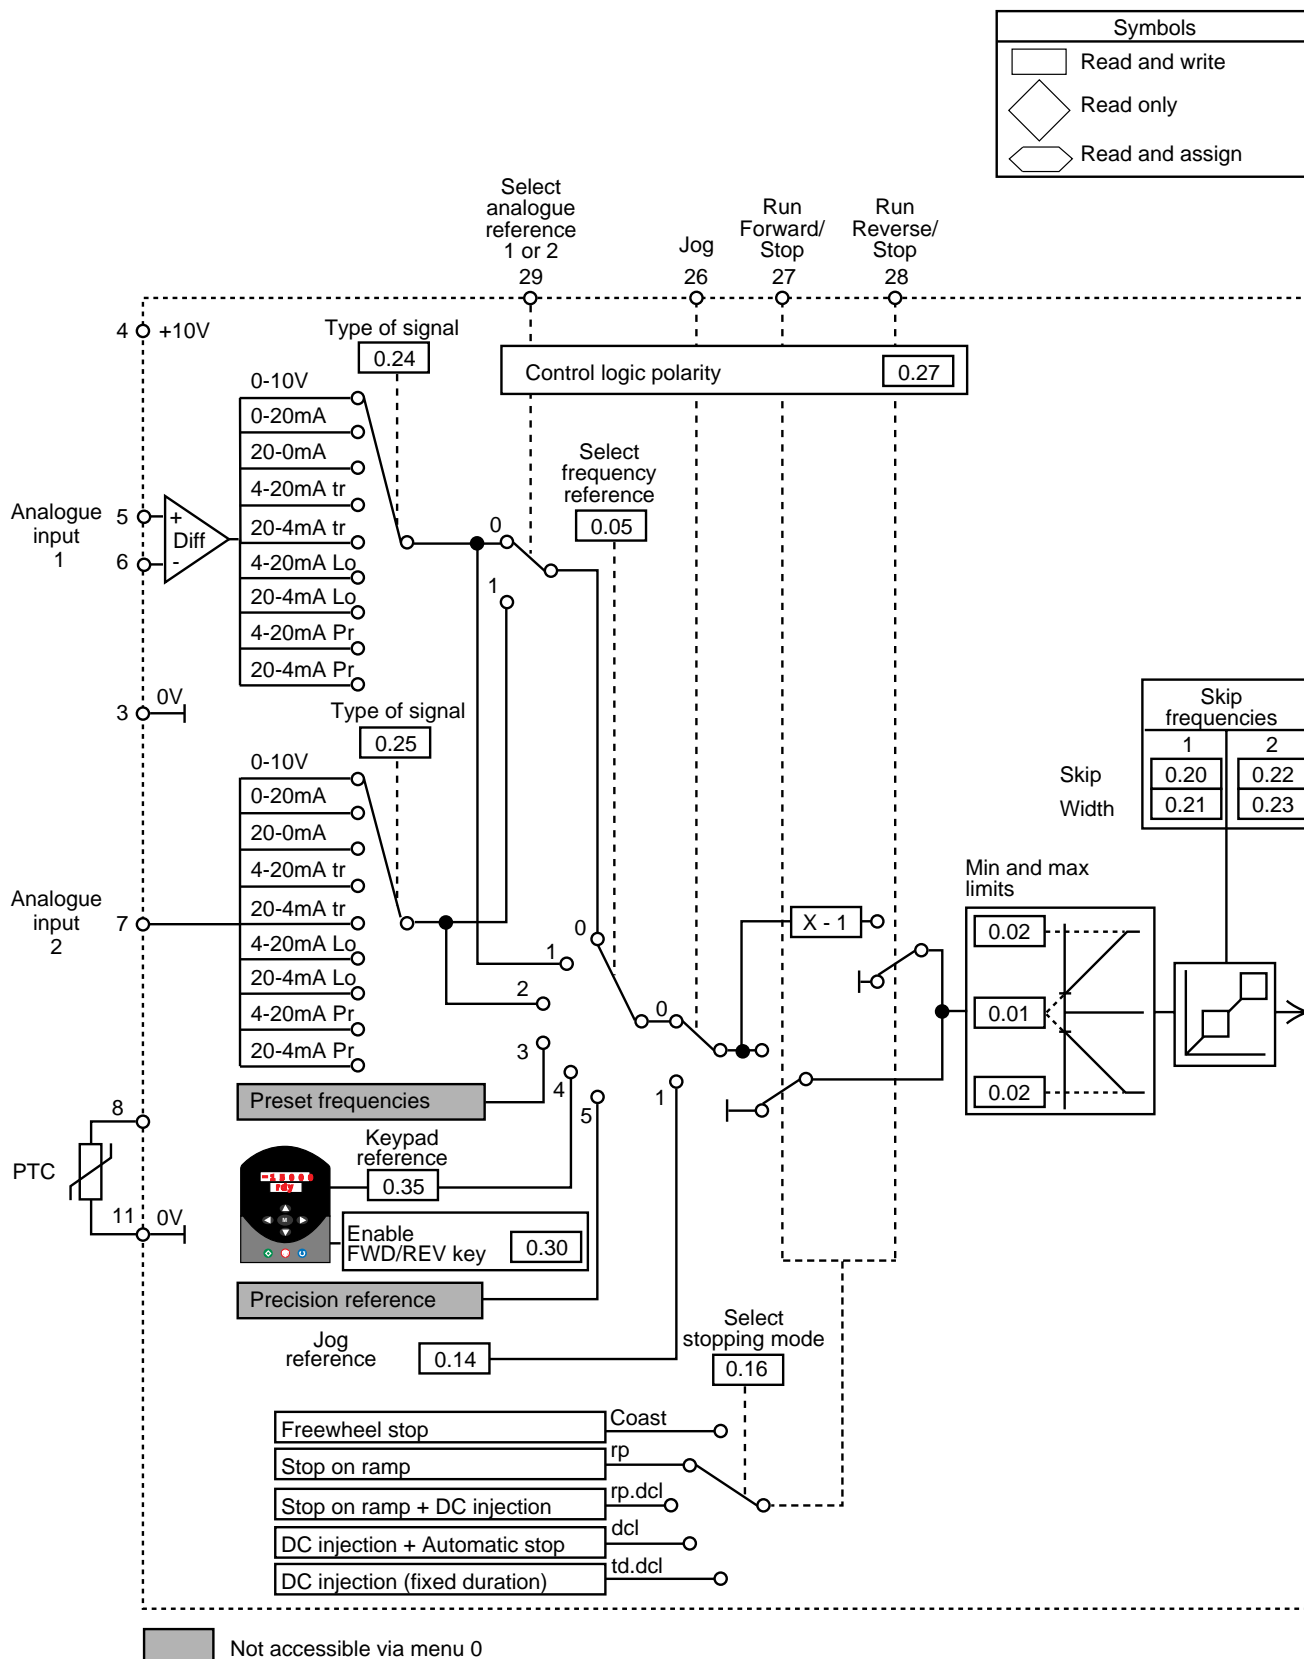 Symbols
Read and write
Read only
Read and assign
Select
analogue
reference
1 or 2
29
Jog
26
Run
Forward/
Stop
27
Run
Reverse/
Stop
28
4
+10V
Type of signal
0.24
Control logic polarity
0.27
0-10V
0-20mA
20-0mA
4-20mA tr
20-4mA tr
4-20mA Lo
20-4mA Lo
4-20mA Pr
20-4mA Pr
Analogue
input
1
5
6
+
Diff
-
0
1
Select
frequency
reference
0.05
3
0V
Type of signal
0.25
0-10V
0-20mA
20-0mA
4-20mA tr
20-4mA tr
4-20mA Lo
20-4mA Lo
4-20mA Pr
20-4mA Pr
Analogue
input
2
7
0
1
2
3
4
5
0
1
X - 1
Skip
frequencies
1
2
Skip
0.20
0.22
Width
0.21
0.23
Min and max
limits
0.02
0.01
0.02
Preset frequencies
8
PTC
11
0V
Keypad
reference
0.35
-15000
rdy
M
Enable
FWD/REV key
0.30
Precision reference
Jog
reference
0.14
Select
stopping mode
0.16
Freewheel stop
Coast
Stop on ramp
rp
Stop on ramp + DC injection
rp.dcl
DC injection + Automatic stop
dcl
DC injection (fixed duration)
td.dcl
Not accessible via menu 0